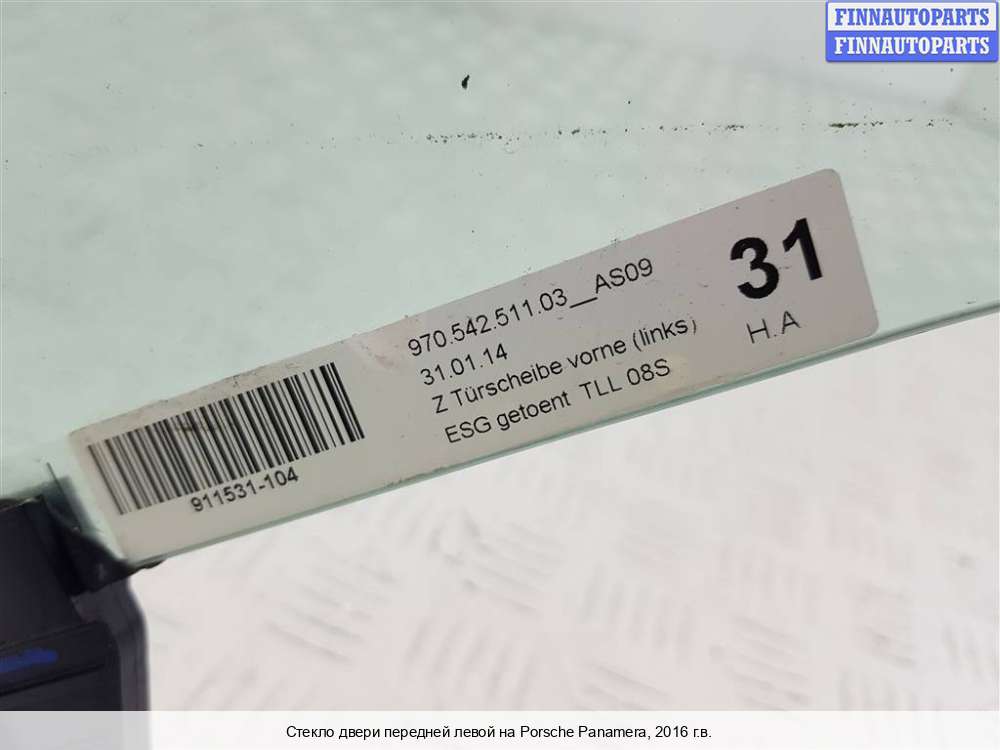 FINNAUTOPARTS
FINNAUTOPARTS
970.542.511.03__AS09
31.01.14
Z Türscheibe vorne (links)
ESG getoent TLL 08S
31
H.A
911531-104
Стекло двери передней левой на Porsche Panamera, 2016 г.в.